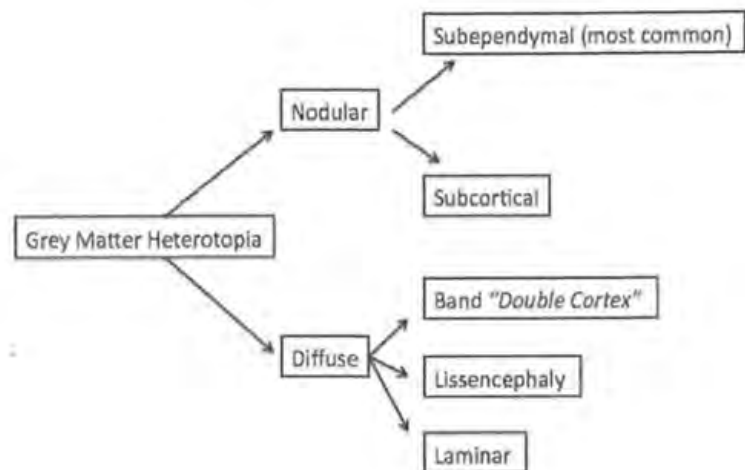 Subependymal (most common)
Nodular
Subcortical
Grey Matter Heterotopia
Band "Double Cortex"
Diffuse
Lissencephaly
Laminar